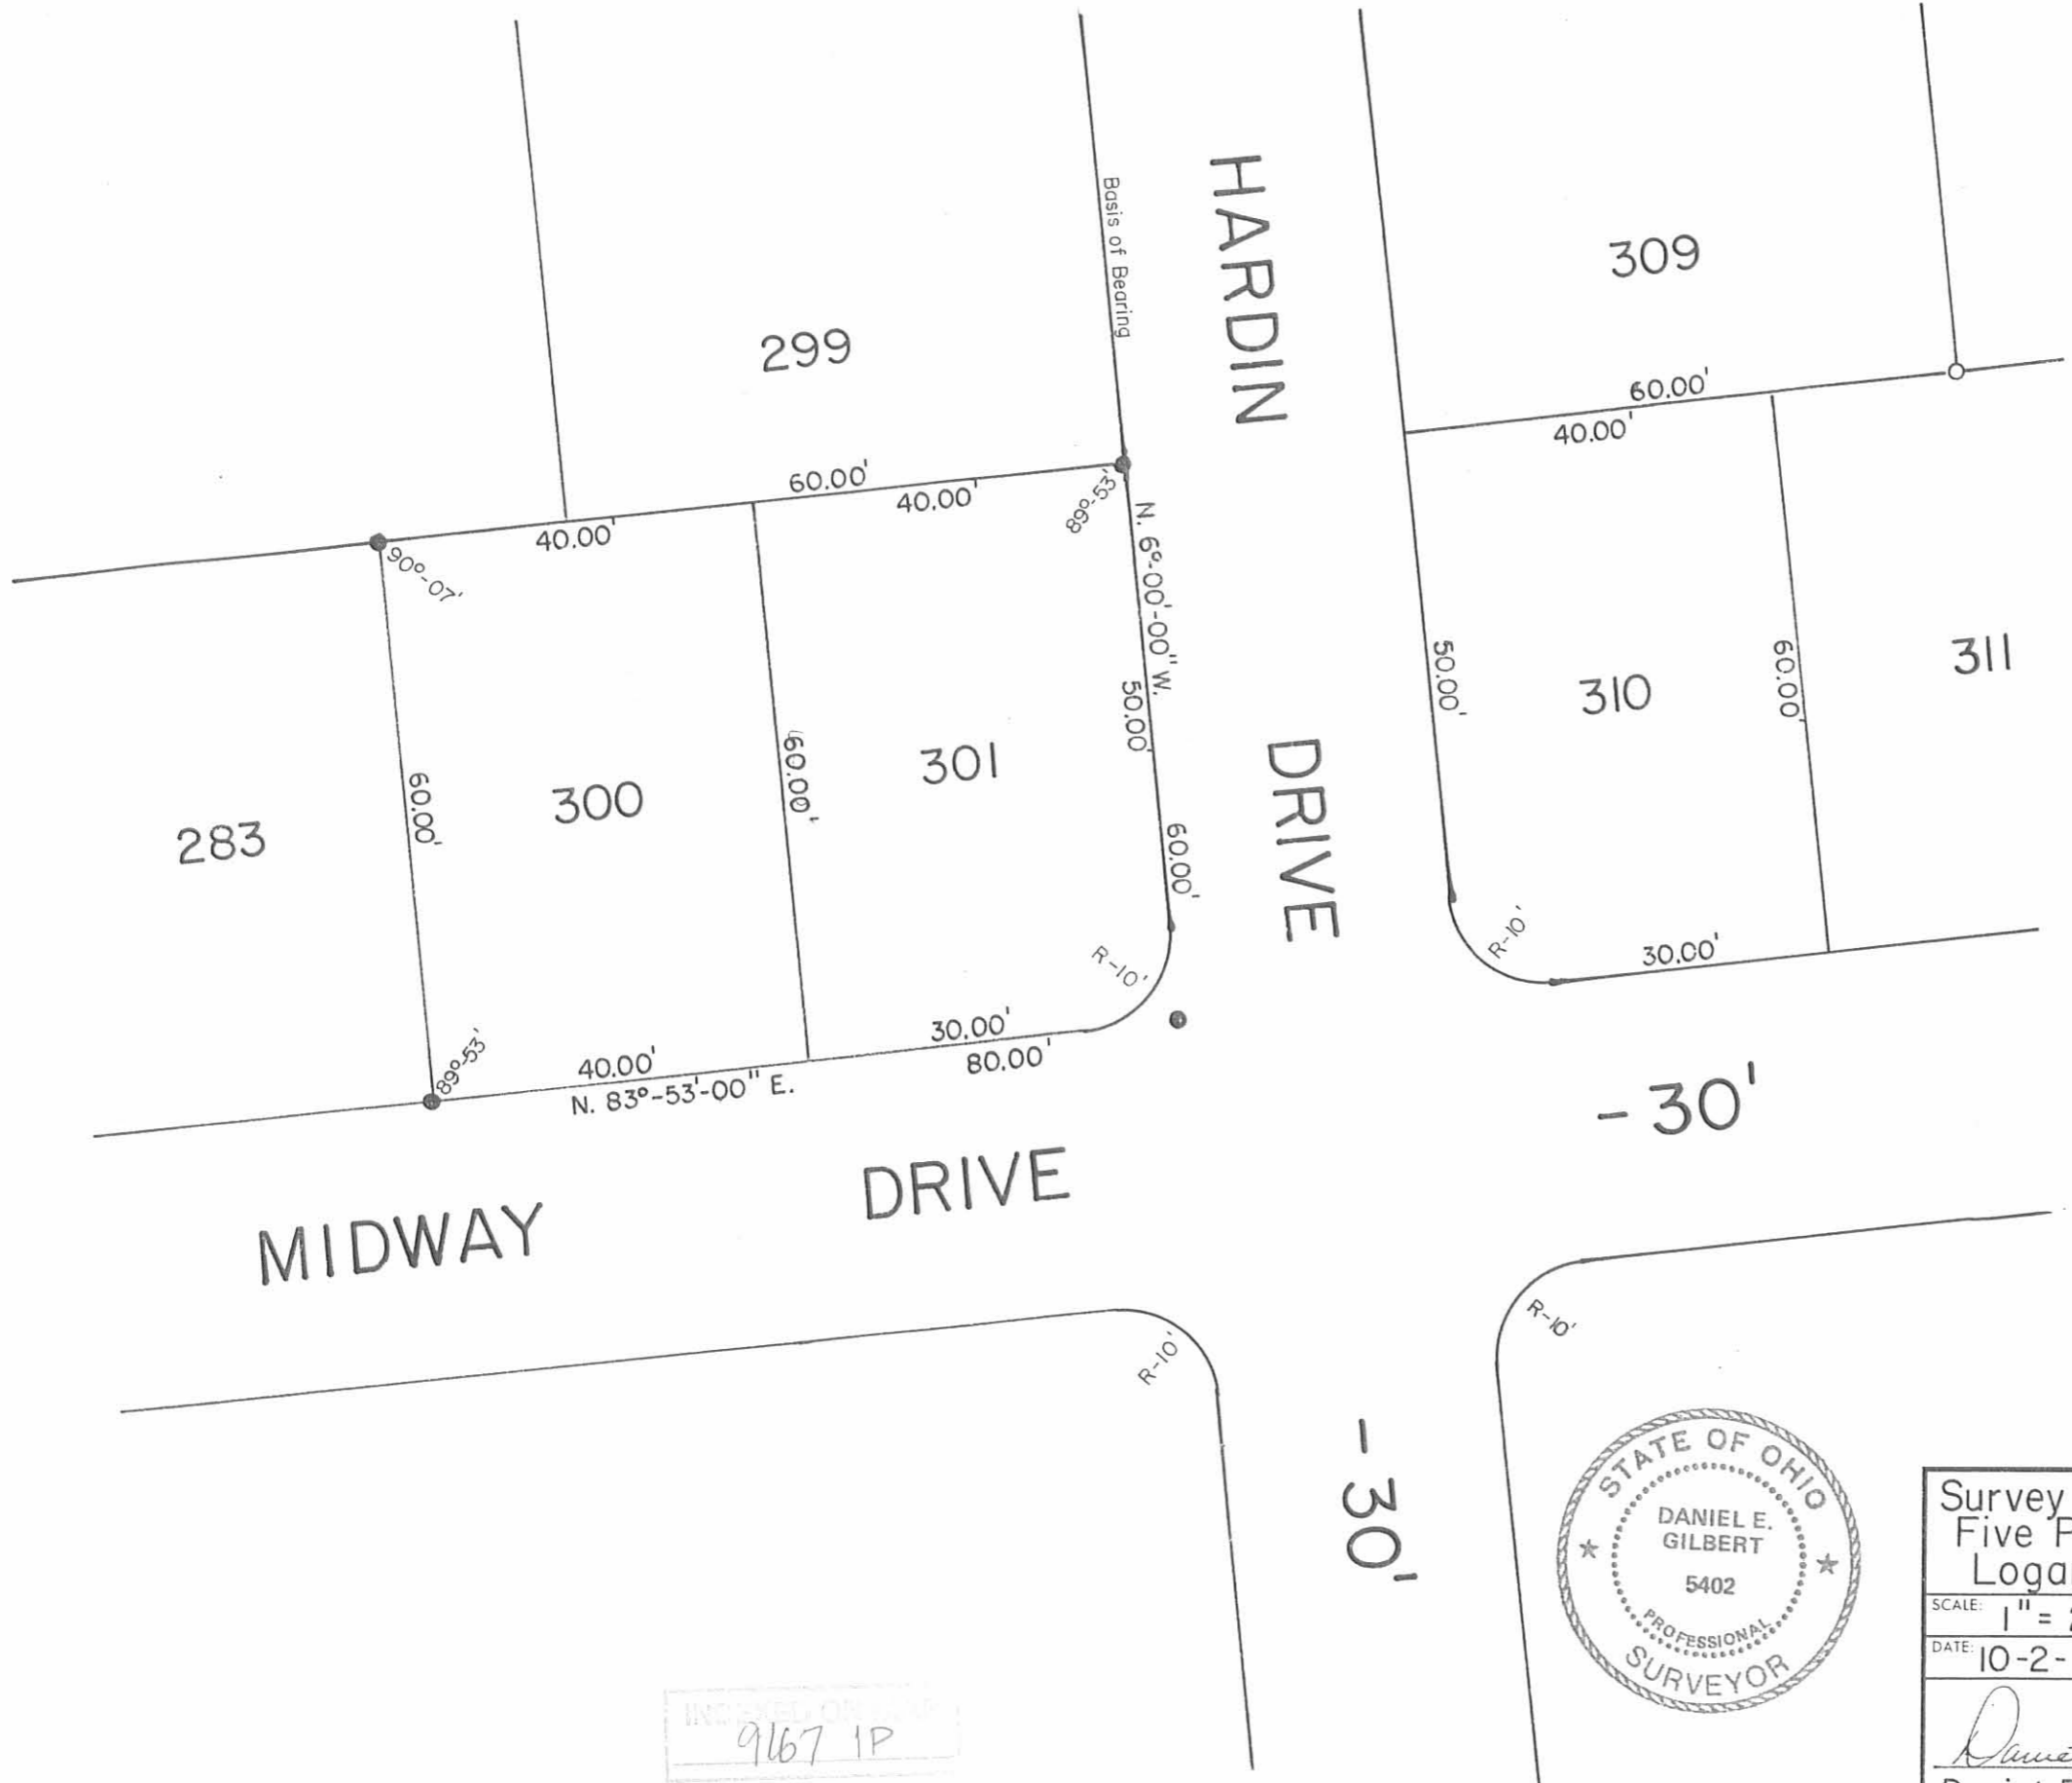 HARDIN
DRIVE
Basis of Bearing
309
299
60.00'
40.00'
60.00'
40.00'
40.00'
89°-53'
90°-07'
N. 6°-00'-00" W.
50.00'
60.00'
50.00'
310
60.00'
311
301
60.00'
300
60.00'
283
R-10'
R-10'
30.00'
30.00'
80.00'
40.00'
89°-53'
N. 83°-53'-00" E.
-30'
MIDWAY
DRIVE
R-10'
R-10'
-30'
STATE OF OHIO
DANIEL E.
GILBERT
5402
PROFESSIONAL
SURVEYOR
Survey
Five P
Loga
SCALE: 1" =
DATE: 10-2-
INDEXED ON
9167 1P